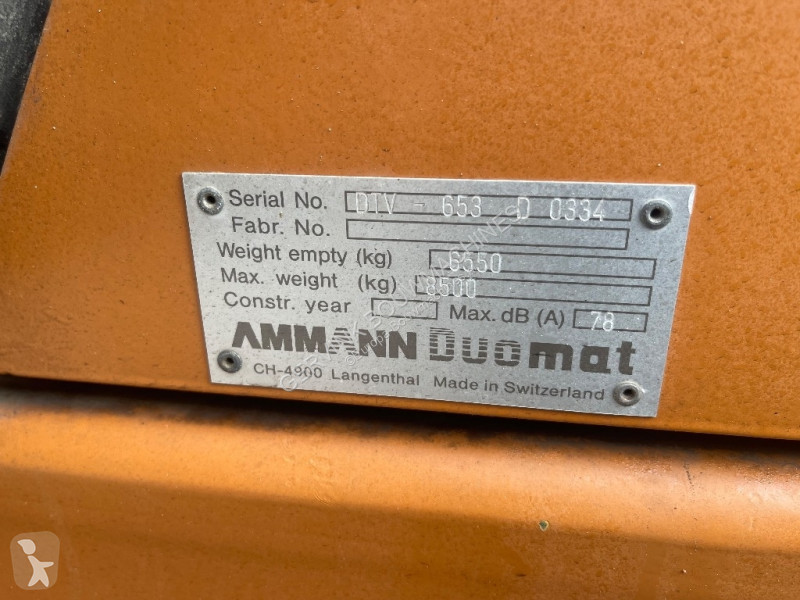 Serial No. DTV - 653 D 0334
Fabr. No.
Weight empty (kg) 6550
Max. weight (kg) 8500
Constr. year Max. dB (A) 78
AMMANN DUOmat
CH-4900 Langenthal Made in Switzerland